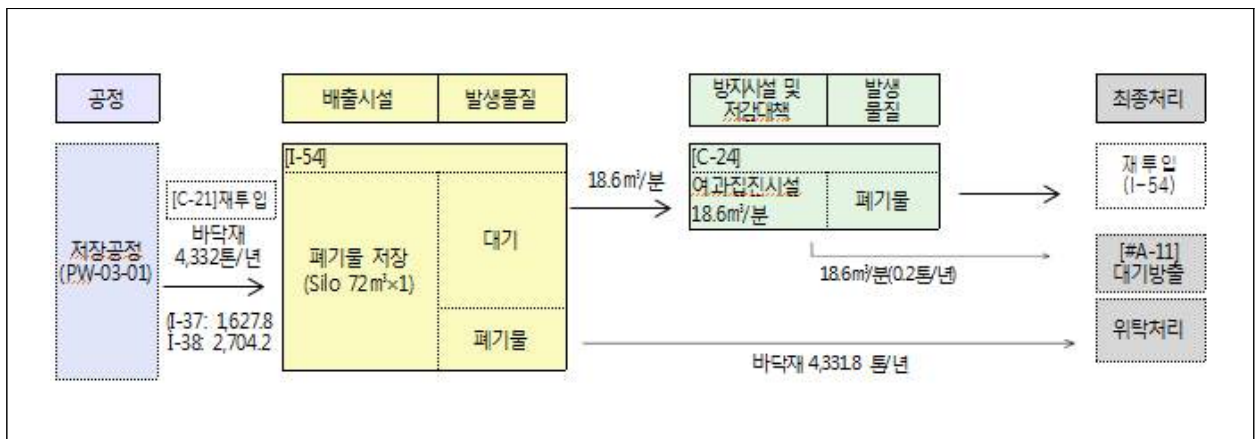 공정
배출시설
발생물질
방지시설 및
저감대책
발생
물질
최종처리
저장공정
(PW-03-01)
[C-21]재투입
바닥재
4,332톤/년
(I-37: 1,627.8
I-38: 2,704.2
[I-54]
폐기물 저장
(Silo 72㎥×1)
대기
폐기물
18.6㎥/분
[C-24]
여과집진시설
18.6㎥/분
폐기물
18.6㎥/분(0.2톤/년)
바닥재 4,331.8 톤/년
재투입
(I-54)
[#A-11]
대기방출
위탁처리